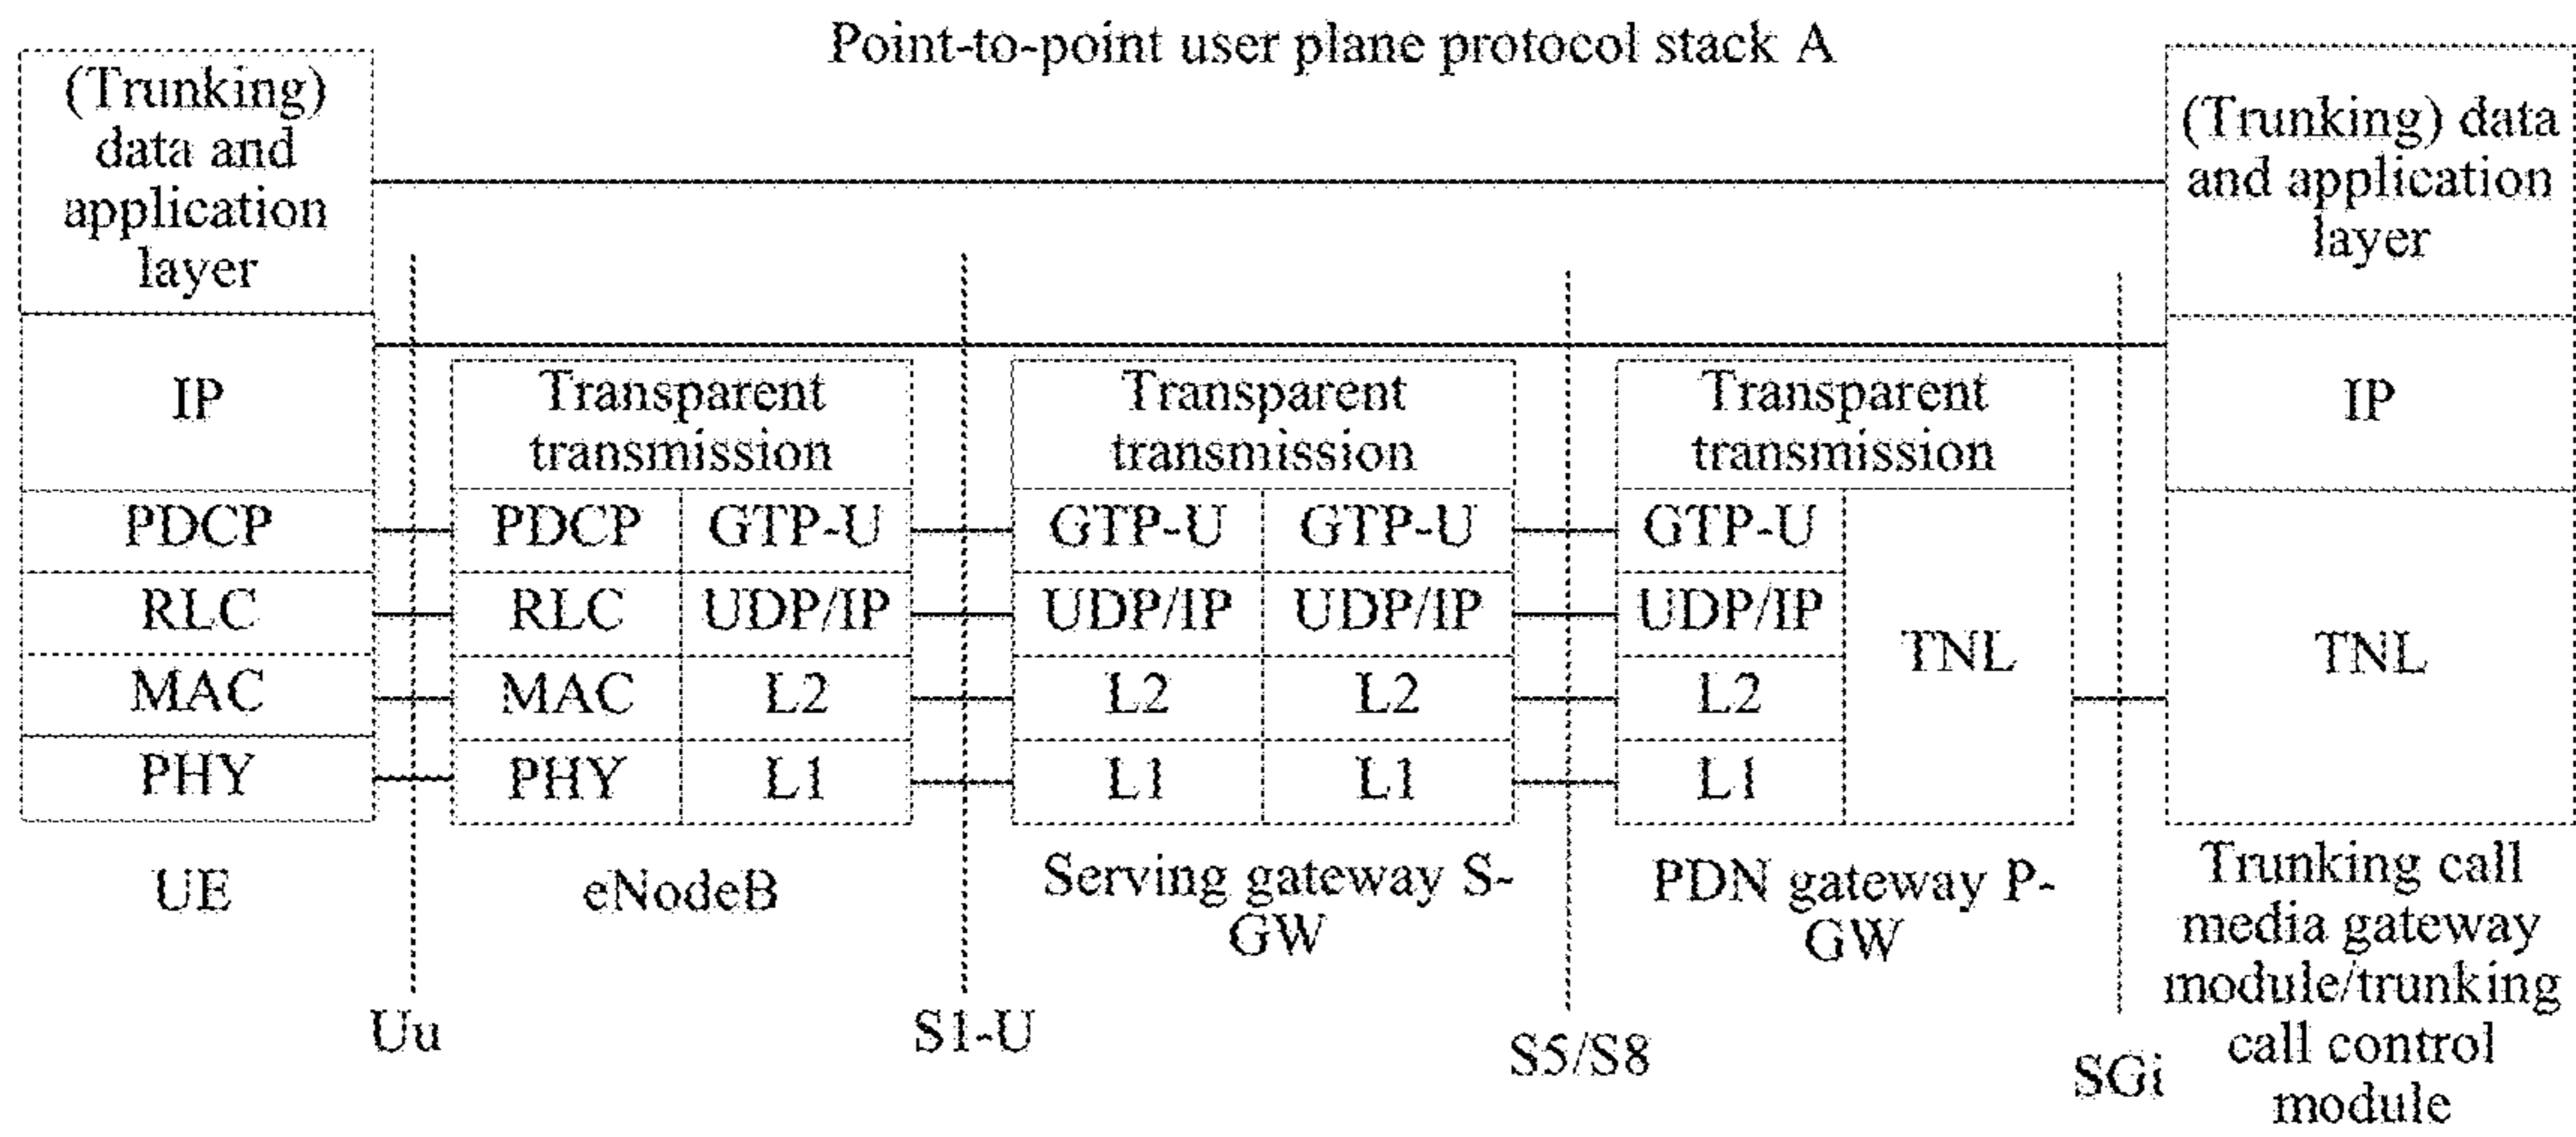 Point-to-point user plane protocol stack A
(Trunking)
data and
application
layer
(Trunking) data
and application
layer
IP
Transparent
transmission
Transparent
transmission
Transparent
transmission
IP
PDCP
PDCP
GTP-U
GTP-U
GTP-U
GTP-U
RLC
RLC
UDP/IP
UDP/IP
UDP/IP
UDP/IP
TNL
TNL
MAC
MAC
L2
L2
L2
L2
PHY
PHY
L1
L1
L1
L1
UE
eNodeB
Serving gateway S-
GW
PDN gateway P-
GW
Trunking call
media gateway
module/trunking
call control
module
Uu
S1-U
S5/S8
SGi